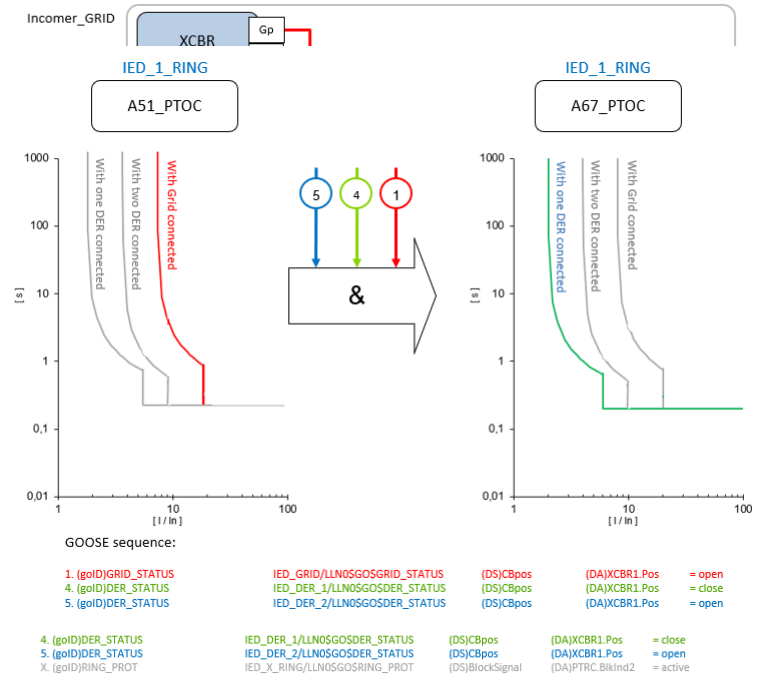 Incomer_GRID
XCBR
Gp
IED_1_RING
IED_1_RING
A51_PTOC
A67_PTOC
1000
100
10
1
0,1
0,01
[ s ]
With one DER connected
With two DER connected
With Grid connected
1
10
100
[ I / In ]
5
4
1
&
1000
100
10
1
0,1
0,01
[ s ]
With one DER connected
With two DER connected
With Grid connected
1
10
100
[ I / In ]
GOOSE sequence:
1. (goID)GRID_STATUS IED_GRID/LLN0$GO$GRID_STATUS (DS)CBpos (DA)XCBR1.Pos = open
4. (goID)DER_STATUS IED_DER_1/LLN0$GO$DER_STATUS (DS)CBpos (DA)XCBR1.Pos = close
5. (goID)DER_STATUS IED_DER_2/LLN0$GO$DER_STATUS (DS)CBpos (DA)XCBR1.Pos = open
4. (goID)DER_STATUS IED_DER_1/LLN0$GO$DER_STATUS (DS)CBpos (DA)XCBR1.Pos = close
5. (goID)DER_STATUS IED_DER_2/LLN0$GO$DER_STATUS (DS)CBpos (DA)XCBR1.Pos = open
X. (goID)RING_PROT IED_X_RING/LLN0$GO$RING_PROT (DS)BlockSignal (DA)PTRC.BlkInd2 = active